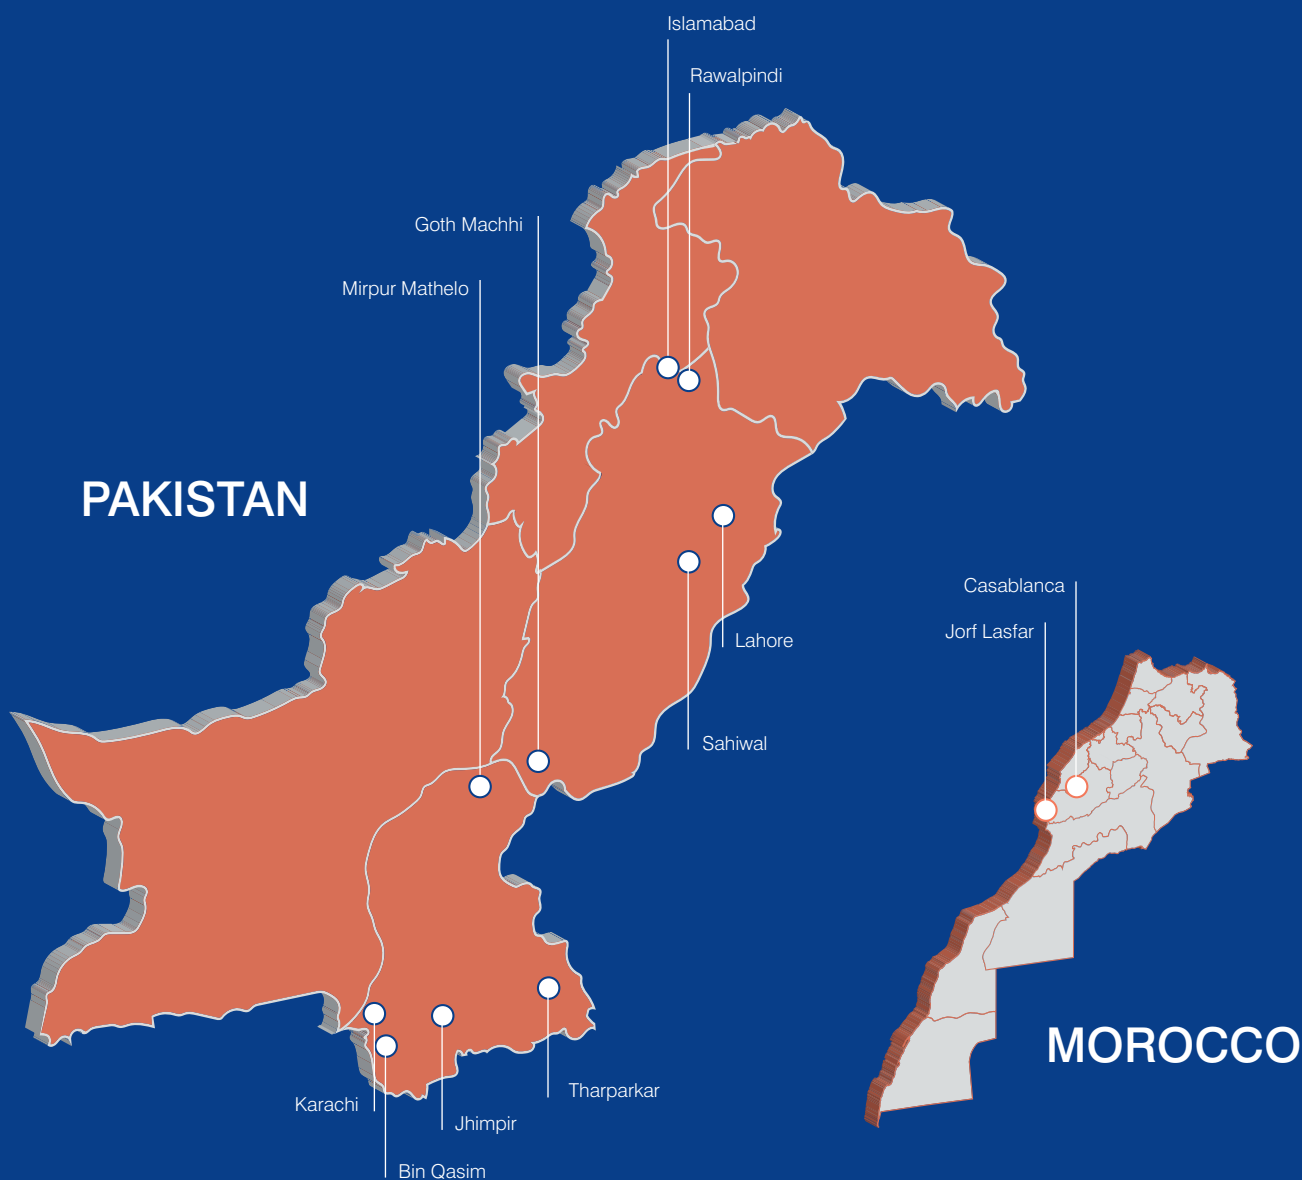 Islamabad
Rawalpindi
Goth Machhi
Mirpur Mathelo
PAKISTAN
Casablanca
Jorf Lasfar
Lahore
Sahiwal
MOROCCO
Tharparkar
Karachi
Jhimpir
Bin Qasim